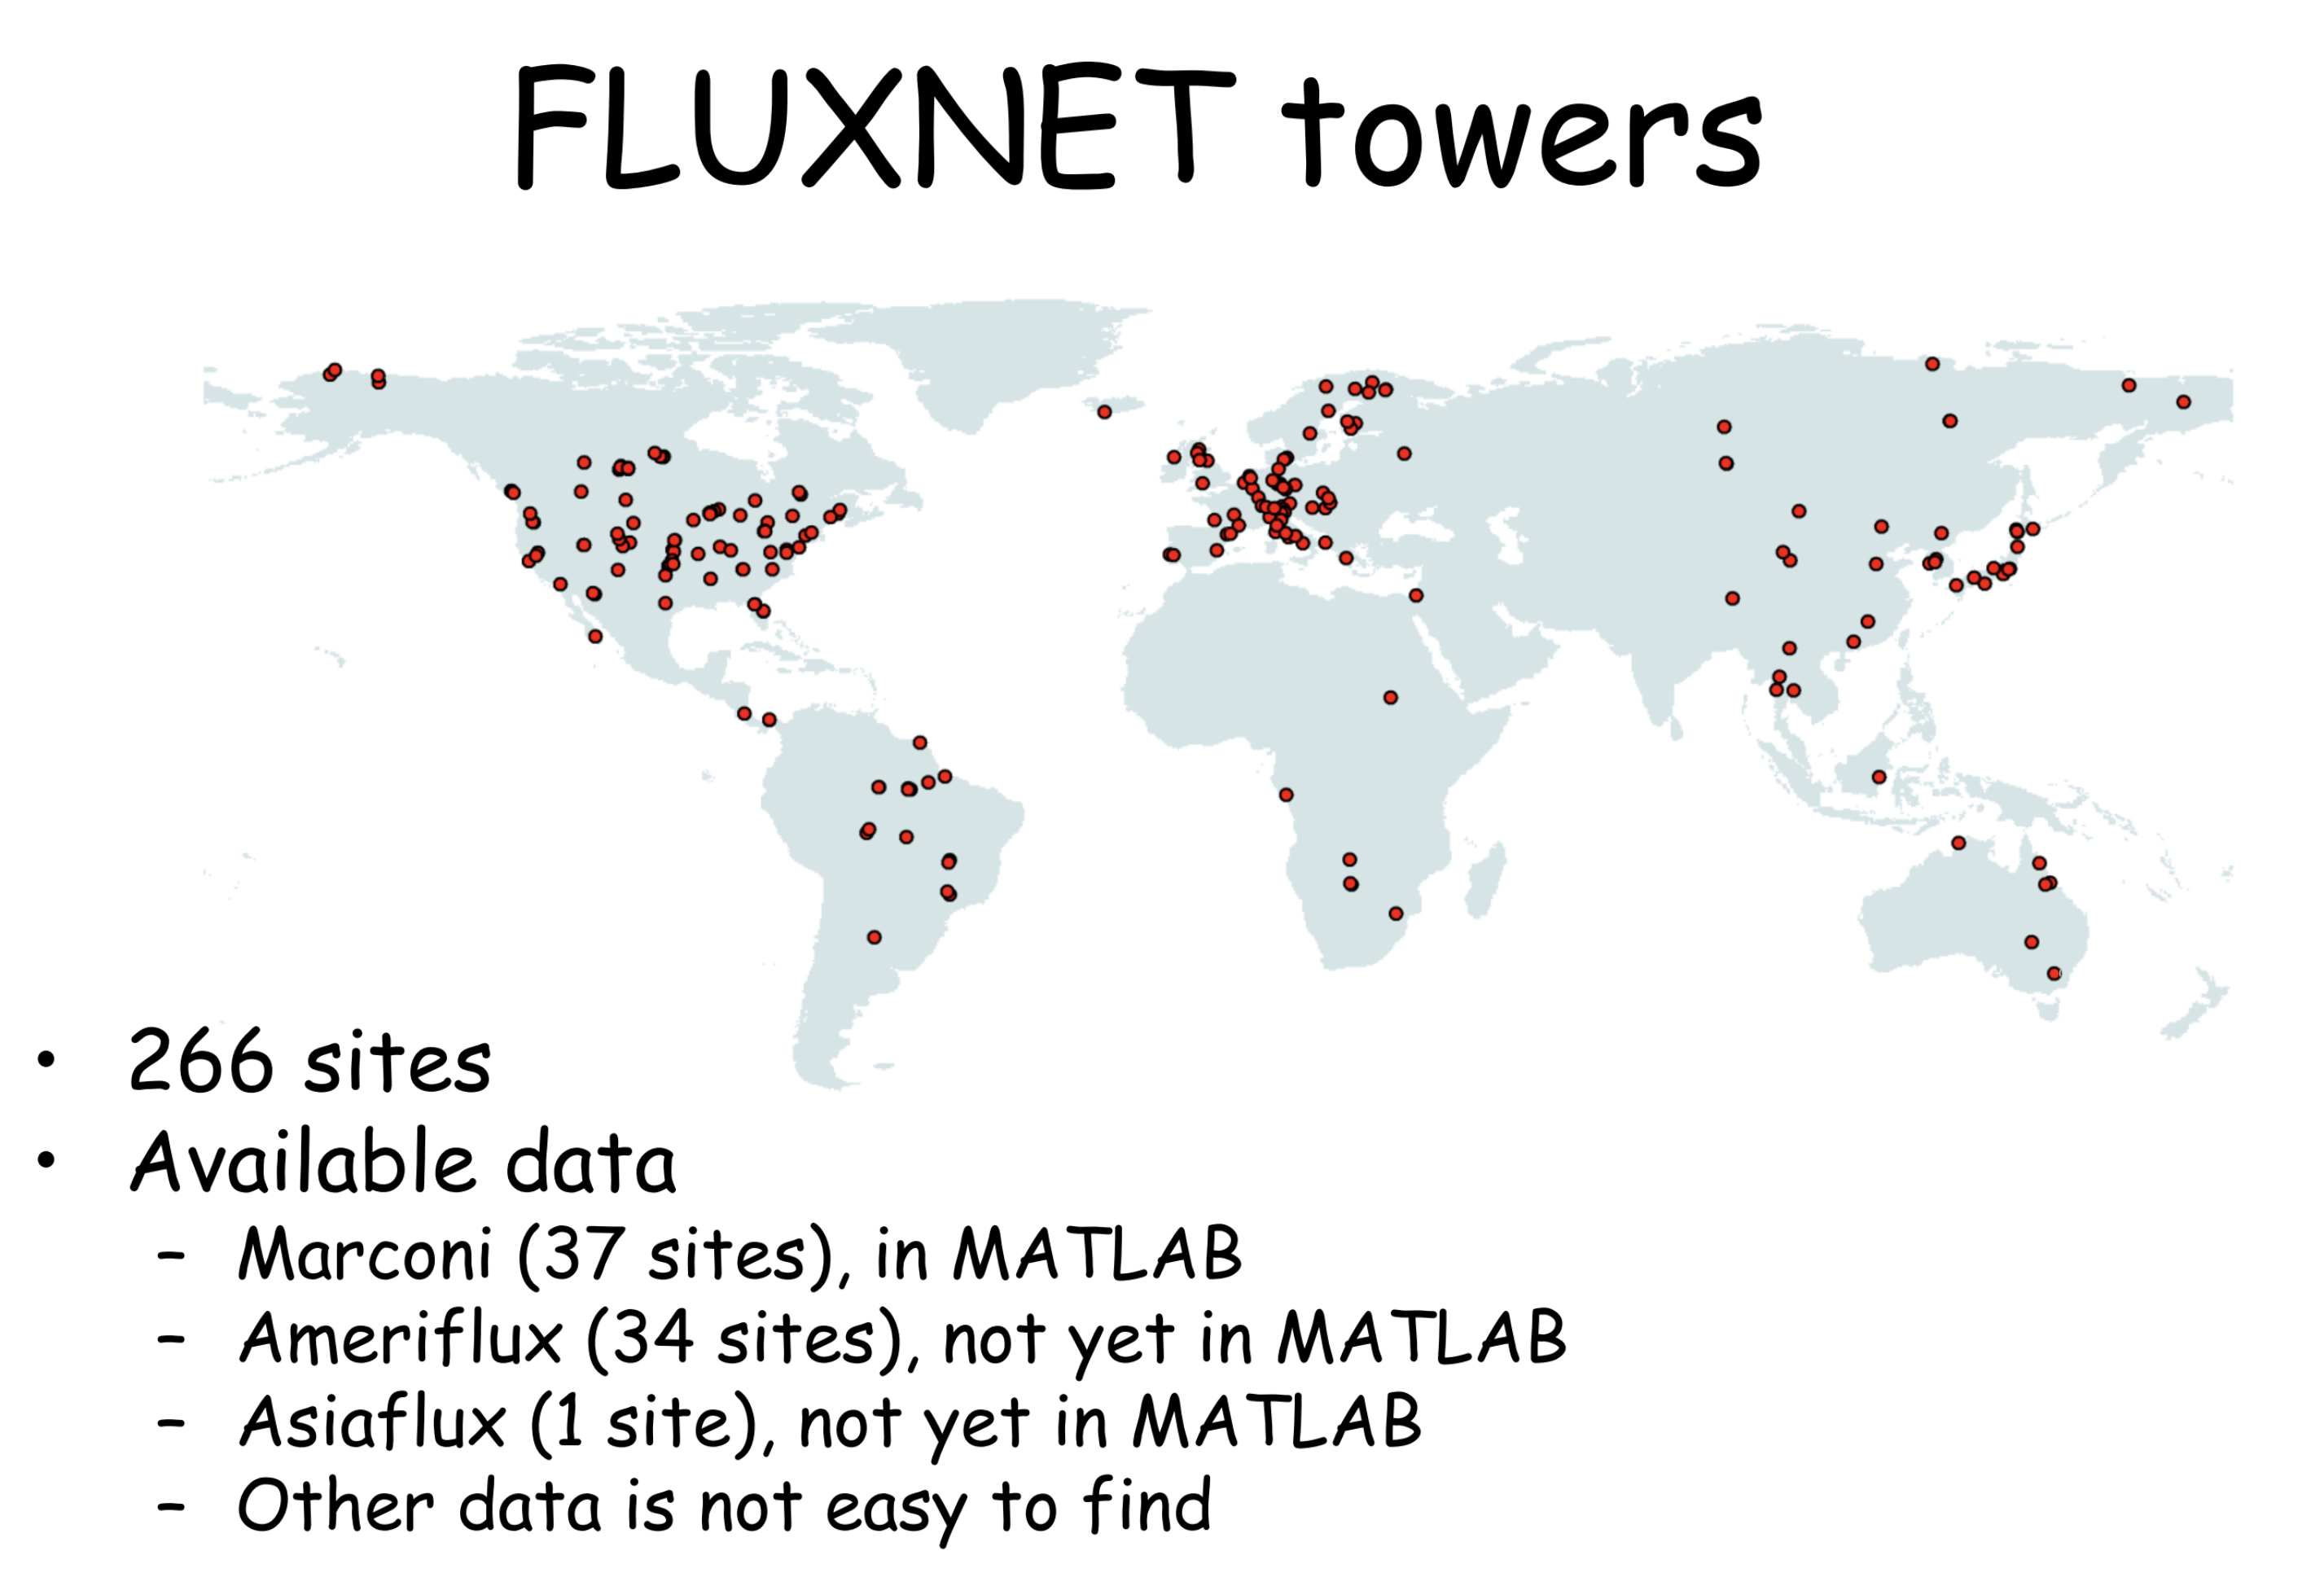 FLUXNET towers
• 266 sites
• Available data
- Marconi (37 sites), in MATLAB
- Ameriflux (34 sites), not yet in MATLAB
- Asiaflux (1 site), not yet in MATLAB
- Other data is not easy to find